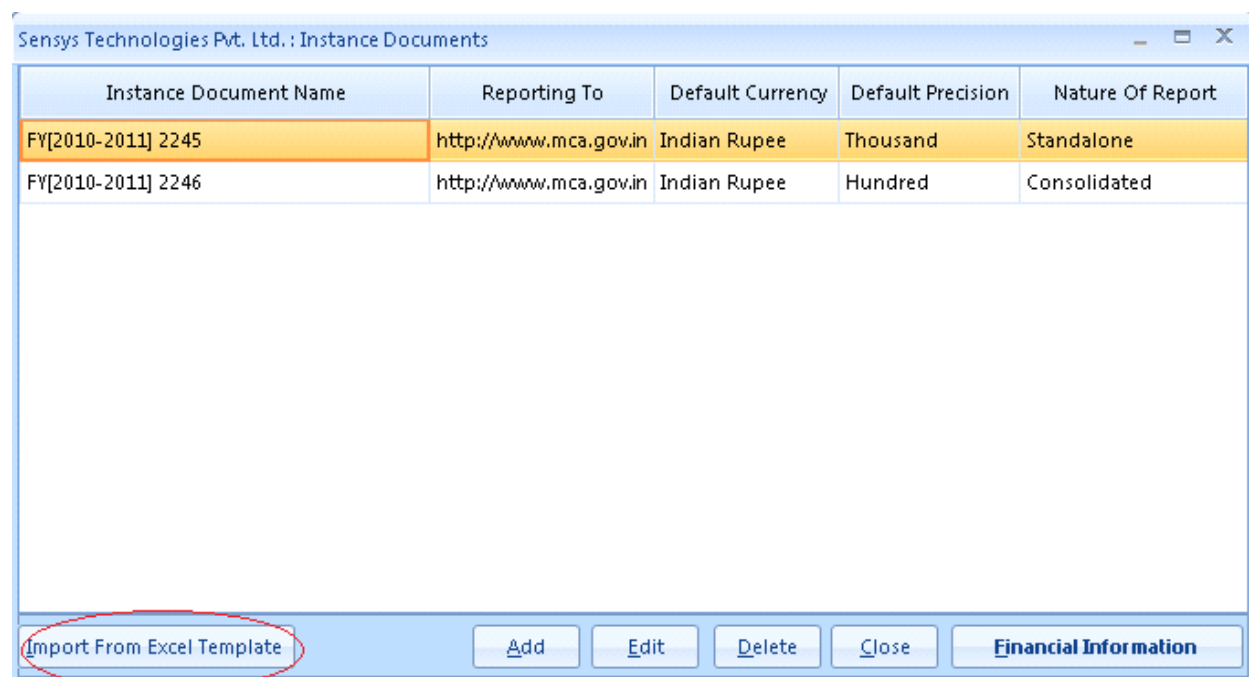 Sensys Technologies Pvt. Ltd. : Instance Documents
Instance Document Name Reporting To Default Currency Default Precision Nature Of Report
FY[2010-2011] 2245 http://www.mca.gov.in Indian Rupee Thousand Standalone
FY[2010-2011] 2246 http://www.mca.gov.in Indian Rupee Hundred Consolidated
Import From Excel Template Add Edit Delete Close Financial Information